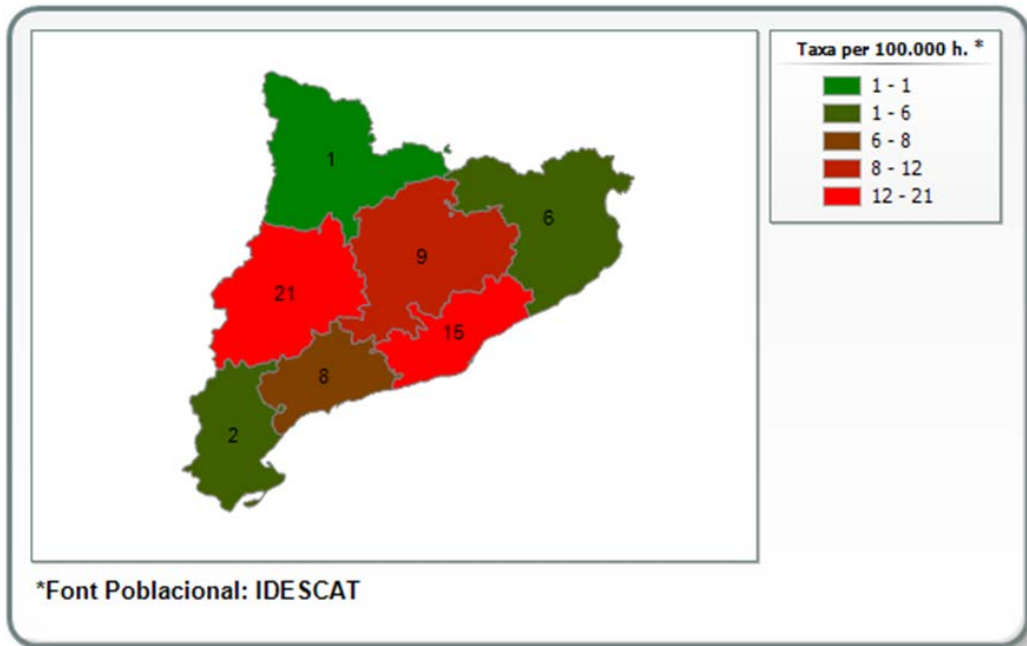 Taxa per 100.000 h. *
1 - 1
1 - 6
6 - 8
8 - 12
12 - 21
1
6
9
21
15
8
2
*Font Poblacional: IDESCAT